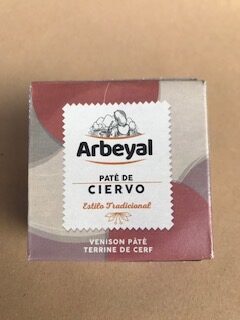 Arbeyal
PATÉ DE
CIERVO
Estilo Tradicional
VENISON PÂTÉ
TERRINE DE CERF